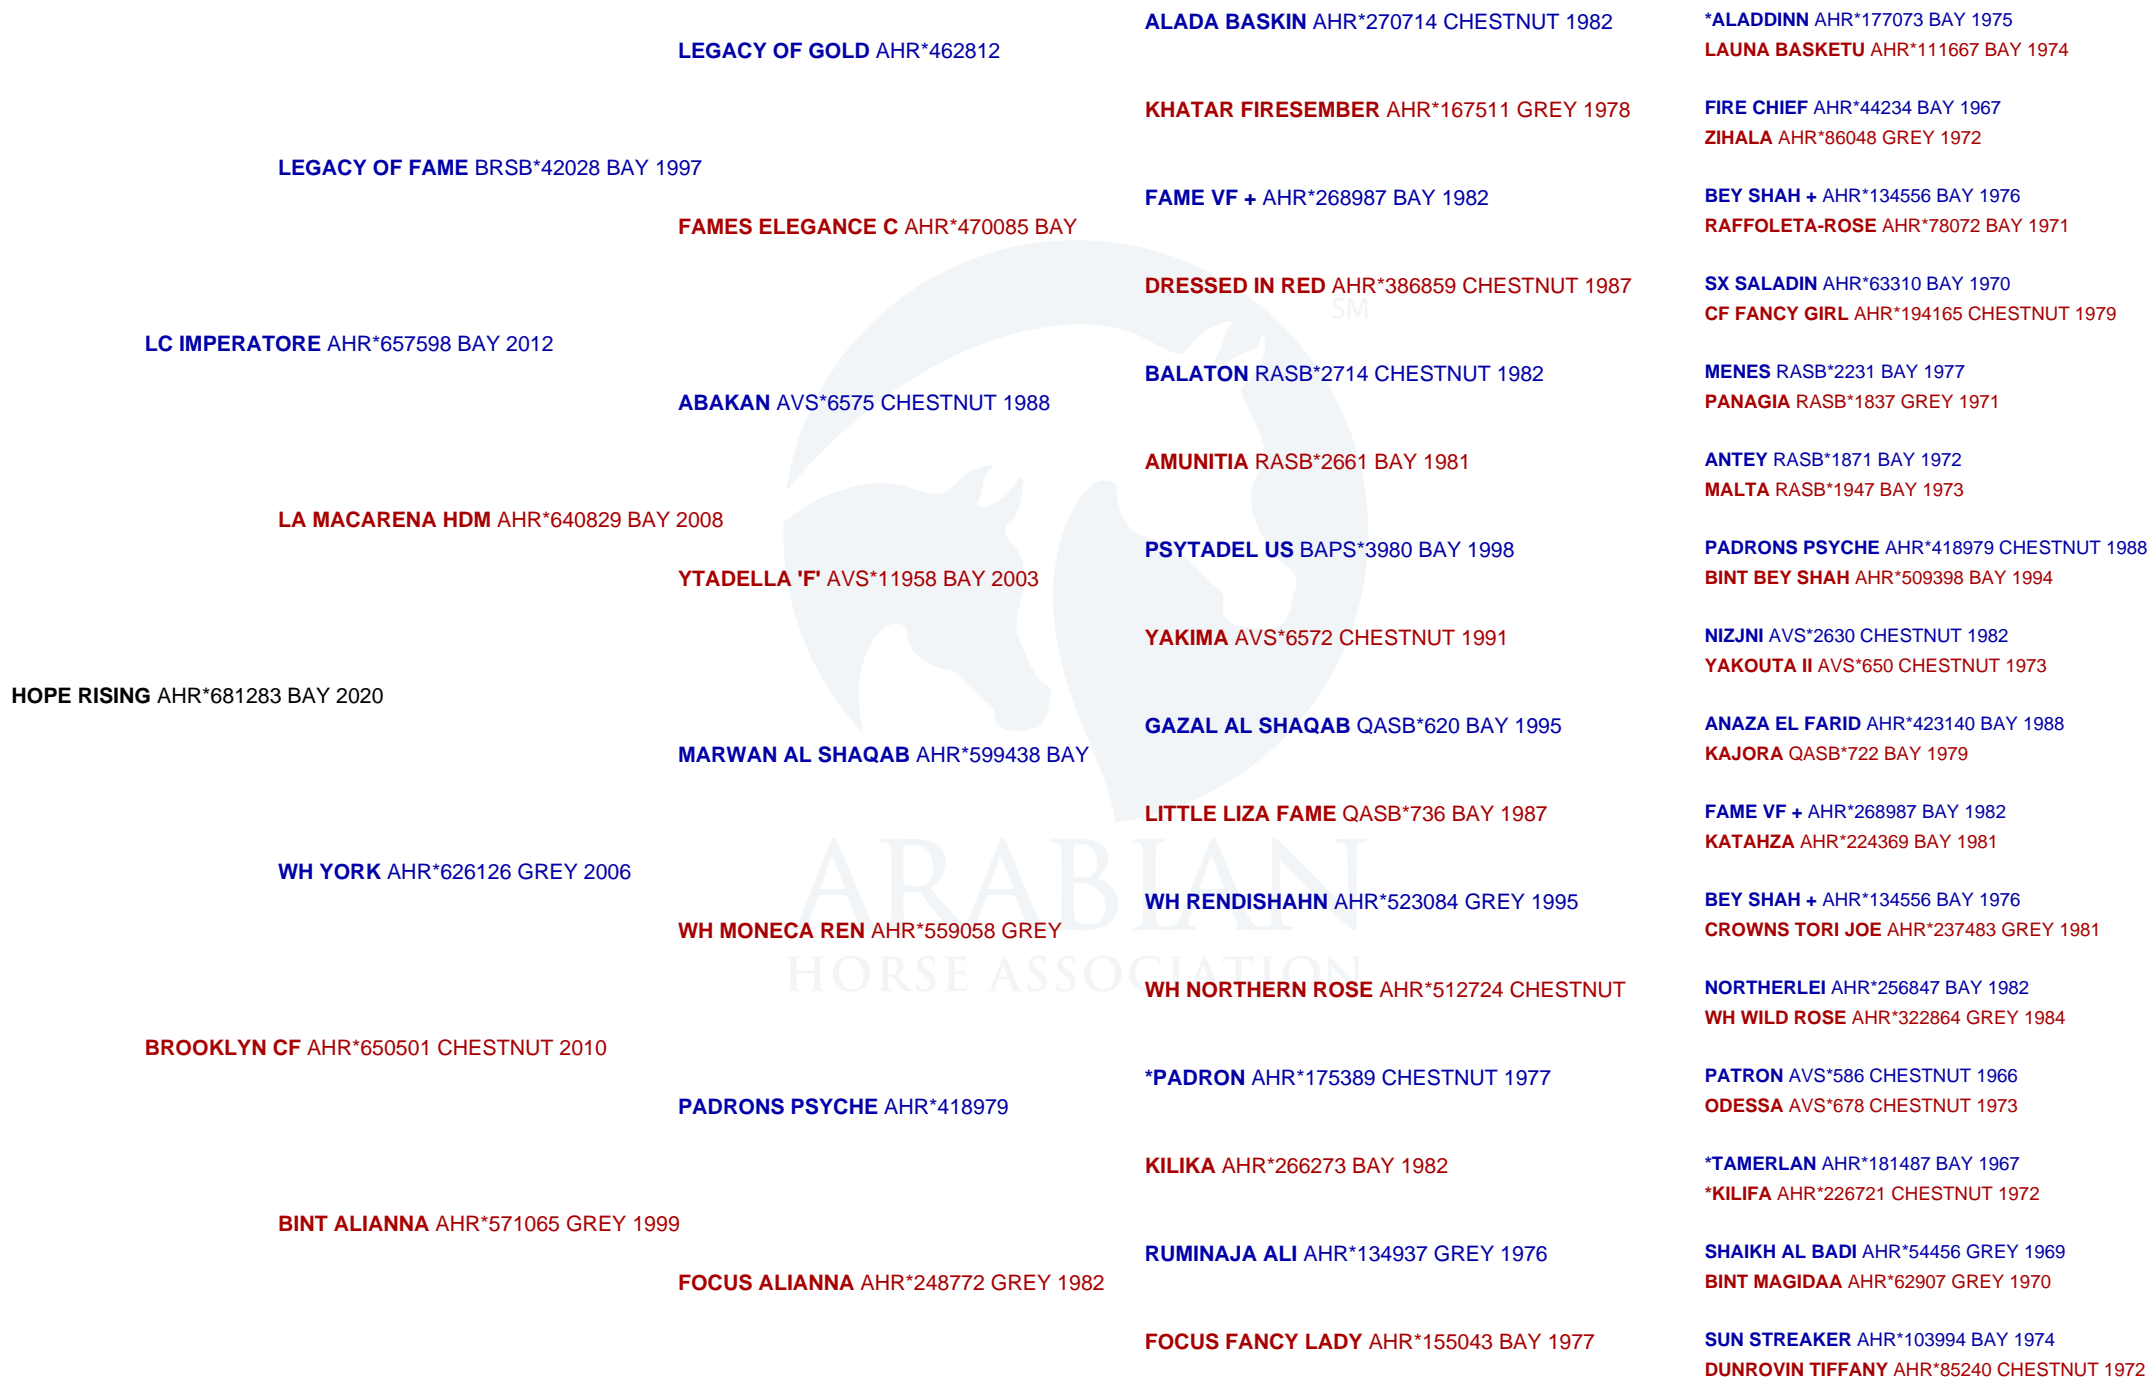 ALADA BASKIN AHR*270714 CHESTNUT 1982
*ALADDINN AHR*177073 BAY 1975
LEGACY OF GOLD AHR*462812
LAUNA BASKETU AHR*111667 BAY 1974
KHATAR FIRESEMBER AHR*167511 GREY 1978
FIRE CHIEF AHR*44234 BAY 1967
ZIHALA AHR*86048 GREY 1972
LEGACY OF FAME BRSB*42028 BAY 1997
FAME VF + AHR*268987 BAY 1982
BEY SHAH + AHR*134556 BAY 1976
FAMES ELEGANCE C AHR*470085 BAY
RAFFOLETA-ROSE AHR*78072 BAY 1971
DRESSED IN RED AHR*386859 CHESTNUT 1987
SX SALADIN AHR*63310 BAY 1970
SM
CF FANCY GIRL AHR*194165 CHESTNUT 1979
LC IMPERATORE AHR*657598 BAY 2012
BALATON RASB*2714 CHESTNUT 1982
MENES RASB*2231 BAY 1977
ABAKAN AVS*6575 CHESTNUT 1988
PANAGIA RASB*1837 GREY 1971
AMUNITIA RASB*2661 BAY 1981
ANTEY RASB*1871 BAY 1972
MALTA RASB*1947 BAY 1973
LA MACARENA HDM AHR*640829 BAY 2008
PSYTADEL US BAPS*3980 BAY 1998
PADRONS PSYCHE AHR*418979 CHESTNUT 1988
YTADELLA 'F' AVS*11958 BAY 2003
BINT BEY SHAH AHR*509398 BAY 1994
YAKIMA AVS*6572 CHESTNUT 1991
NIZJNI AVS*2630 CHESTNUT 1982
YAKOUTA II AVS*650 CHESTNUT 1973
HOPE RISING AHR*681283 BAY 2020
GAZAL AL SHAQAB QASB*620 BAY 1995
ANAZA EL FARID AHR*423140 BAY 1988
MARWAN AL SHAQAB AHR*599438 BAY
KAJORA QASB*722 BAY 1979
LITTLE LIZA FAME QASB*736 BAY 1987
FAME VF + AHR*268987 BAY 1982
KATAHZA AHR*224369 BAY 1981
WH YORK AHR*626126 GREY 2006
ARABIAN
WH RENDISHAHN AHR*523084 GREY 1995
BEY SHAH + AHR*134556 BAY 1976
WH MONECA REN AHR*559058 GREY
CROWNS TORI JOE AHR*237483 GREY 1981
HORSE ASSOCIATION
WH NORTHERN ROSE AHR*512724 CHESTNUT
NORTHERLEI AHR*256847 BAY 1982
WH WILD ROSE AHR*322864 GREY 1984
BROOKLYN CF AHR*650501 CHESTNUT 2010
*PADRON AHR*175389 CHESTNUT 1977
PATRON AVS*586 CHESTNUT 1966
PADRONS PSYCHE AHR*418979
ODESSA AVS*678 CHESTNUT 1973
KILIKA AHR*266273 BAY 1982
*TAMERLAN AHR*181487 BAY 1967
*KILIFA AHR*226721 CHESTNUT 1972
BINT ALIANNA AHR*571065 GREY 1999
RUMINAJA ALI AHR*134937 GREY 1976
SHAIKH AL BADI AHR*54456 GREY 1969
FOCUS ALIANNA AHR*248772 GREY 1982
BINT MAGIDAA AHR*62907 GREY 1970
FOCUS FANCY LADY AHR*155043 BAY 1977
SUN STREAKER AHR*103994 BAY 1974
DUNROVIN TIFFANY AHR*85240 CHESTNUT 1972